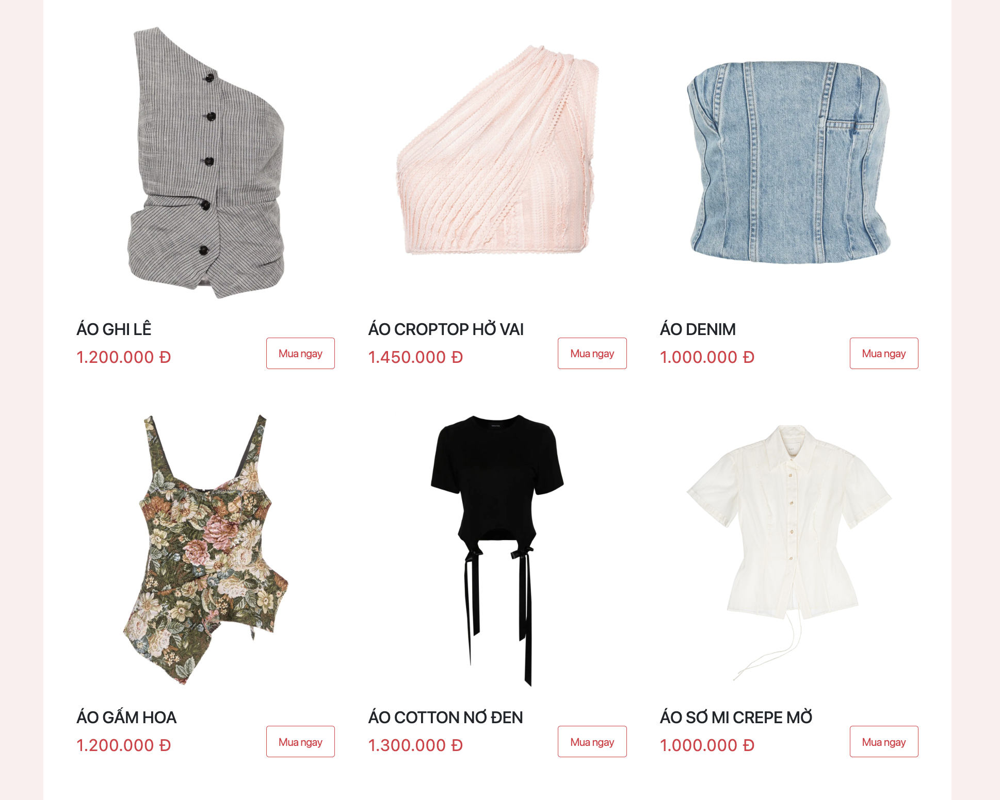 ÁO GHI LÊ
1.200.000 Đ
Mua ngay
ÁO CROPTOP HỞ VAI
1.450.000 Đ
Mua ngay
ÁO DENIM
1.000.000 Đ
Mua ngay
ÁO GẤM HOA
1.200.000 Đ
Mua ngay
ÁO COTTON NƠ ĐEN
1.300.000 Đ
Mua ngay
ÁO SƠ MI CREPE MỜ
1.000.000 Đ
Mua ngay